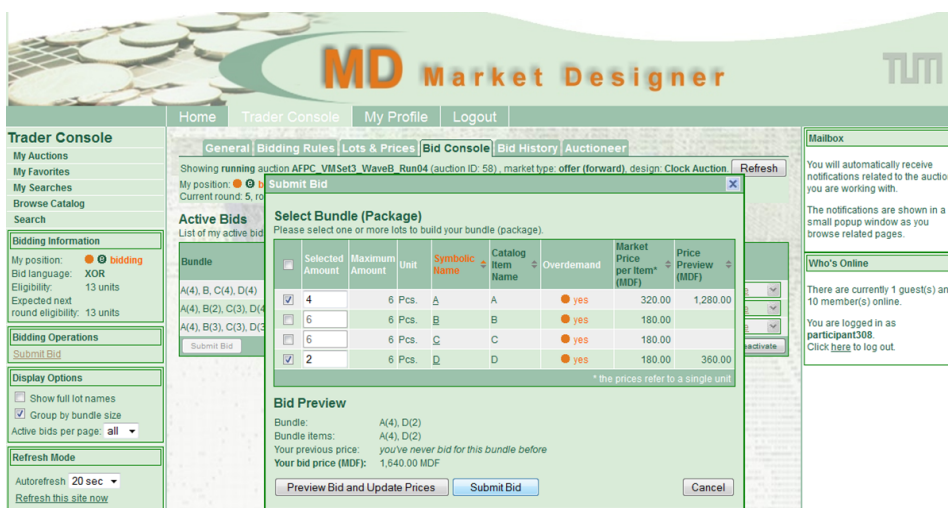 MD Market Designer
TUM
Home Trader Console My Profile Logout
Trader Console
My Auctions
My Favorites
My Searches
Browse Catalog
Search
Bidding Information
My position: bidding
Bid language: XOR
Eligibility: 13 units
Expected next
round eligibility: 13 units
Bidding Operations
Submit Bid
Display Options
Show full lot names
Group by bundle size
Active bids per page: all
Refresh Mode
Autorefresh 20 sec
Refresh this site now
General Bidding Rules Lots & Prices Bid Console Bid History Auctioneer
Showing running auction AFPC_VMSet3_WaveB_Run04 (auction ID: 58), market type: offer (forward), design: Clock Auction. Refresh
My position: b
Current round: 5, ro
Active Bids
List of my active bid
Bundle
A(4), B, C(4), D(4)
A(4), B(2), C(3), D(4
A(4), B(3), C(3), D(3
Submit Bid
eactivate
Submit Bid
Select Bundle (Package)
Please select one or more lots to build your bundle (package).
Selected Amount Maximum Amount Unit Symbolic Name Catalog Item Name Overdemand Market Price per Item* (MDF) Price Preview (MDF)
4 6 Pcs. A A yes 320.00 1,280.00
6 6 Pcs. B B yes 180.00
6 6 Pcs. C C yes 180.00
2 6 Pcs. D D yes 180.00 360.00
* the prices refer to a single unit
Bid Preview
Bundle: A(4), D(2)
Bundle items: A(4), D(2)
Your previous price: you've never bid for this bundle before
Your bid price (MDF): 1,640.00 MDF
Preview Bid and Update Prices Submit Bid Cancel
Mailbox
You will automatically receive
notifications related to the auctio
you are working with.
The notifications are shown in a
small popup window as you
browse related pages.
Who's Online
There are currently 1 guest(s) an
10 member(s) online.
You are logged in as
participant308.
Click here to log out.